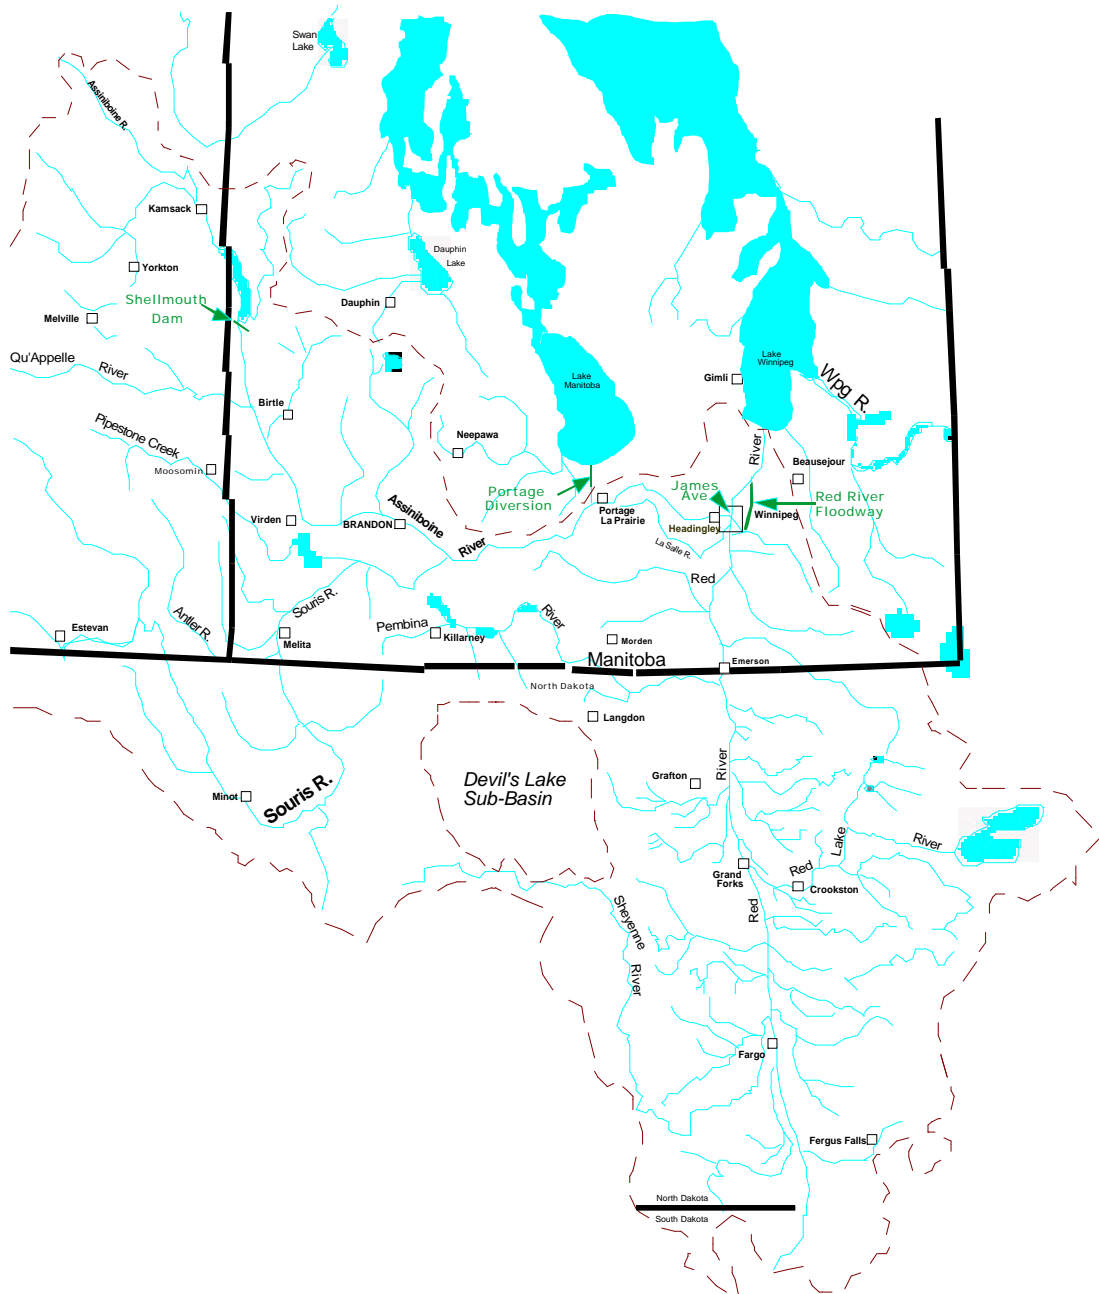 Swan
Lake
Assiniboine R.
Kamsack
Yorkton
Dauphin
Lake
Shellmouth
Dam
Dauphin
Melville
Qu'Appelle
River
Lake
Winnipeg
Lake
Manitoba
Gimli
Wpg R.
Birtle
Pipestone Creek
Neepawa
River
Moosomin
Beausejour
Portage
Diversion
James
Ave
Red River
Floodway
Portage
La Prairie
Assiniboine
River
Virden
BRANDON
Winnipeg
Headingley
La Salle R.
Red
Souris R.
Antler R.
Pembina
River
Estevan
Melita
Killarney
Morden
Manitoba
Emerson
North Dakota
Langdon
River
Devil's Lake
Sub-Basin
Grafton
Minot
Souris R.
Lake
River
Red
Grand
Forks
Crookston
Red
Sheyenne
River
Fargo
Fergus Falls
North Dakota
South Dakota